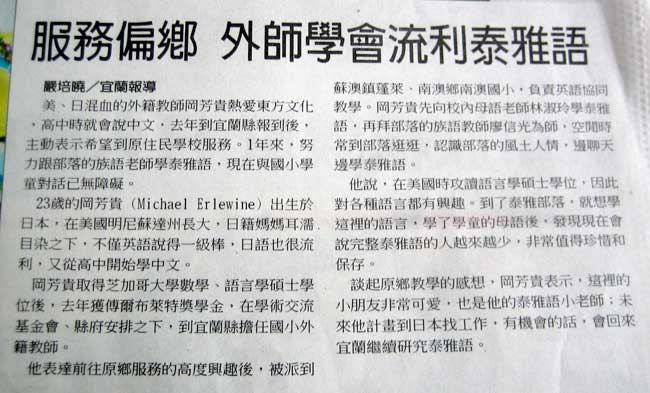 服務偏鄉 外師學會流利泰雅語
嚴培曉／宜蘭報導
美、日混血的外籍教師岡芳貴熱愛東方文化
，高中時就會說中文，去年到宜蘭縣報到後，
主動表示希望到原住民學校服務。1年來，努
力跟部落的族語老師學泰雅語，現在與國小學
童對話已無障礙。
23歲的岡芳貴（Michael Erlewine）出生於
日本，在美國明尼蘇達州長大，日籍媽媽耳濡
目染之下，不僅英語說得一級棒，日語也很流
利，又從高中開始學中文。
岡芳貴取得芝加哥大學數學、語言學碩士學
位後，去年獲傅爾布萊特獎學金，在學術交流
基金會、縣府安排之下，到宜蘭縣擔任國小外
籍教師。
他表達前往原鄉服務的高度興趣後，被派到
蘇澳鎮蓬萊、南澳鄉南澳國小，負責英語協同
教學。岡芳貴先向校內母語老師林淑玲學泰雅
語，再拜部落的族語教師廖信光為師，空閒時
常到部落逛逛，認識部落的風土人情，邊聊天
邊學泰雅語。
他說，在美國時攻讀語言學碩士學位，因此
對各種語言都有興趣。到了泰雅部落，就想學
這裡的語言，學了學童的母語後，發現現在會
說完整泰雅語的人越來越少，非常值得珍惜和
保存。
談起原鄉教學的感想，岡芳貴表示，這裡的
小朋友非常可愛，也是他的泰雅語小老師；未
來他計畫到日本找工作，有機會的話，會回來
宜蘭繼續研究泰雅語。